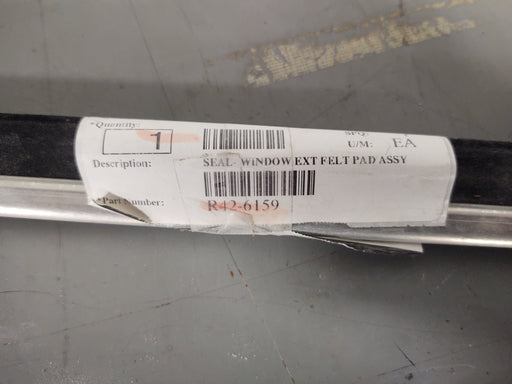 *Quantity:
1
SPQ:
U/M: EA
Description: SEAL- WINDOW EXT FELT PAD ASSY
*Part Number: R42-6159